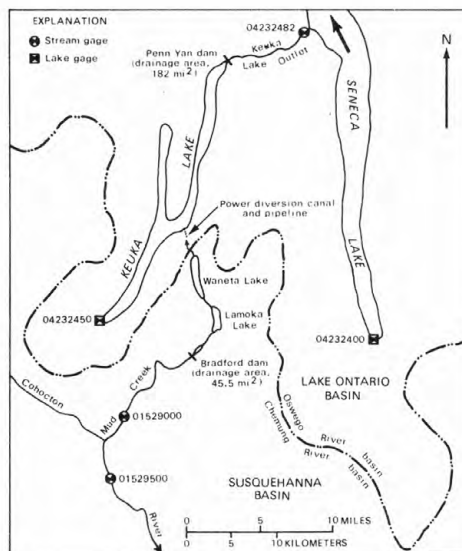 EXPLANATION
Stream gage
Lake gage
04232482
Penn Yan dam
(drainage area,
182 mi2)
Keuka
Lake Outlet
N
SENECA
LAKE
KEUKA
LAKE
Power diversion canal
and pipeline
Waneta Lake
Lamoka
Lake
04232450
04232400
Bradford dam
(drainage area,
45.5 mi2)
LAKE ONTARIO
BASIN
Cohocton
River
Mud Creek
01529000
01529500
Oswego River basin
Chemung River basin
SUSQUEHANNA
BASIN
0 5 10 MILES
0 5 10 KILOMETERS